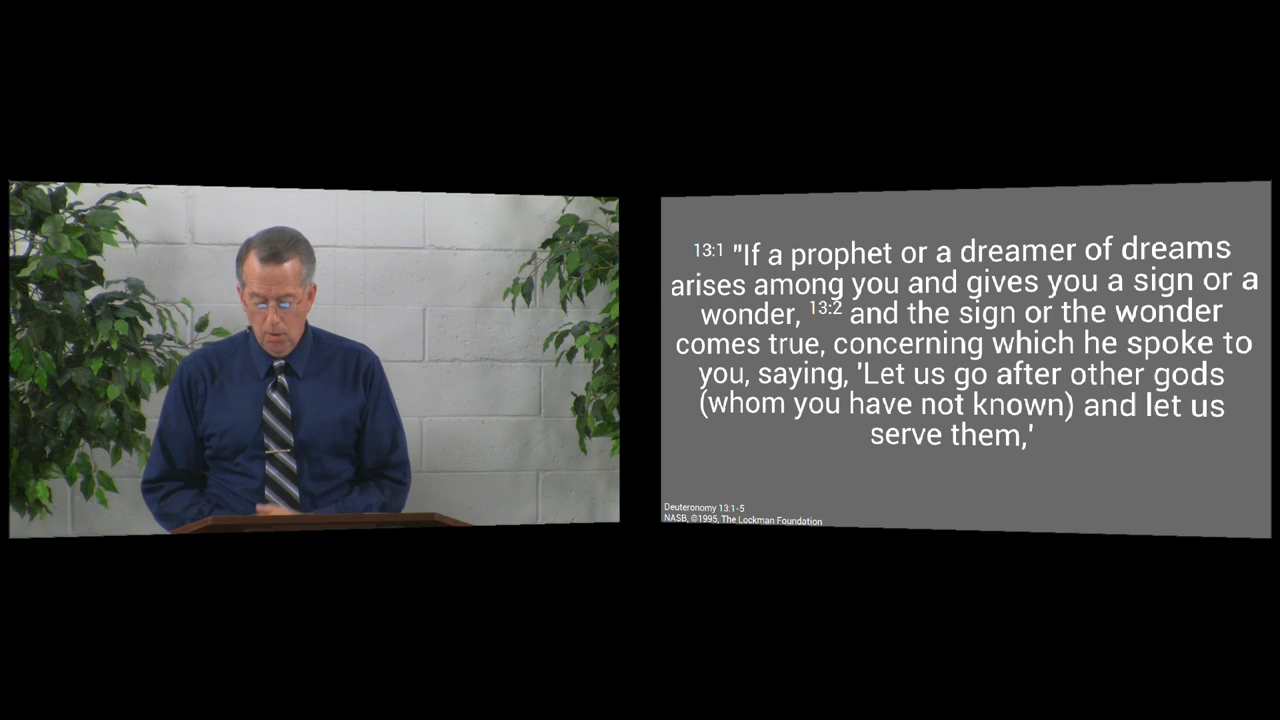 13:1 "If a prophet or a dreamer of dreams
arises among you and gives you a sign or a
wonder, 13:2 and the sign or the wonder
comes true, concerning which he spoke to
you, saying, 'Let us go after other gods
(whom you have not known) and let us
serve them,'
Deuteronomy 13:1-5
NASB, ©1995, The Lockman Foundation